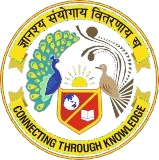 ज्ञानस्य संयोगाय वितरणाय च
CONNECTING THROUGH KNOWLEDGE